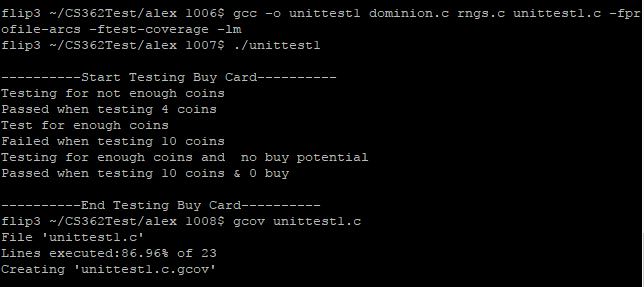 flip3 ~/CS362Test/alex 1006$ gcc -o unittest1 dominion.c rngs.c unittest1.c -fpr
ofile-arcs -ftest-coverage -lm
flip3 ~/CS362Test/alex 1007$ ./unittest1
----------Start Testing Buy Card----------
Testing for not enough coins
Passed when testing 4 coins
Test for enough coins
Failed when testing 10 coins
Testing for enough coins and  no buy potential
Passed when testing 10 coins & 0 buy
----------End Testing Buy Card----------
flip3 ~/CS362Test/alex 1008$ gcov unittest1.c
File 'unittest1.c'
Lines executed:86.96% of 23
Creating 'unittest1.c.gcov'